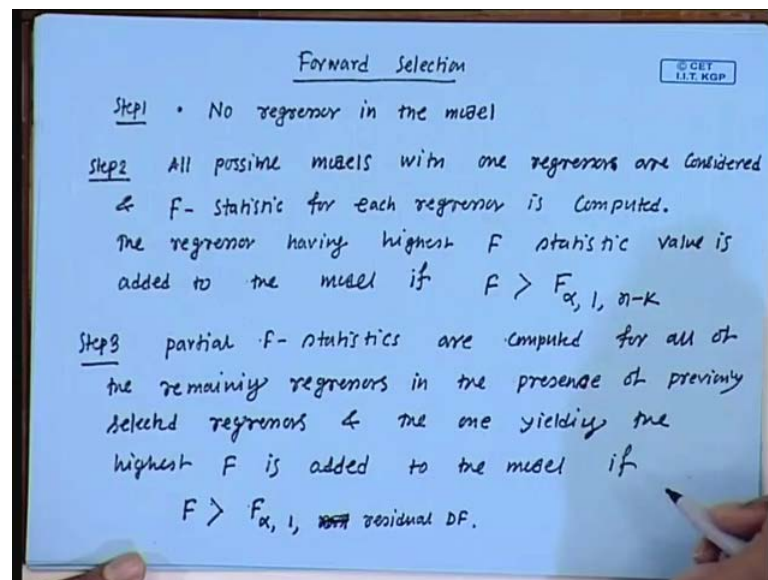 Forward Selection
© CET
I.I.T. KGP
Step1 • No regressor in the model
Step2 All possible models with one regressors are Considered
& F- Statistic for each regressor is Computed.
The regressor having highest F statistic value is
added to the model if F > Fα, 1, n-K
Step3 partial F- statistics are computed for all of
the remaining regressors in the presence of previously
selected regressors & the one yielding the
highest F is added to the model if
F > Fα, 1, residual DF.